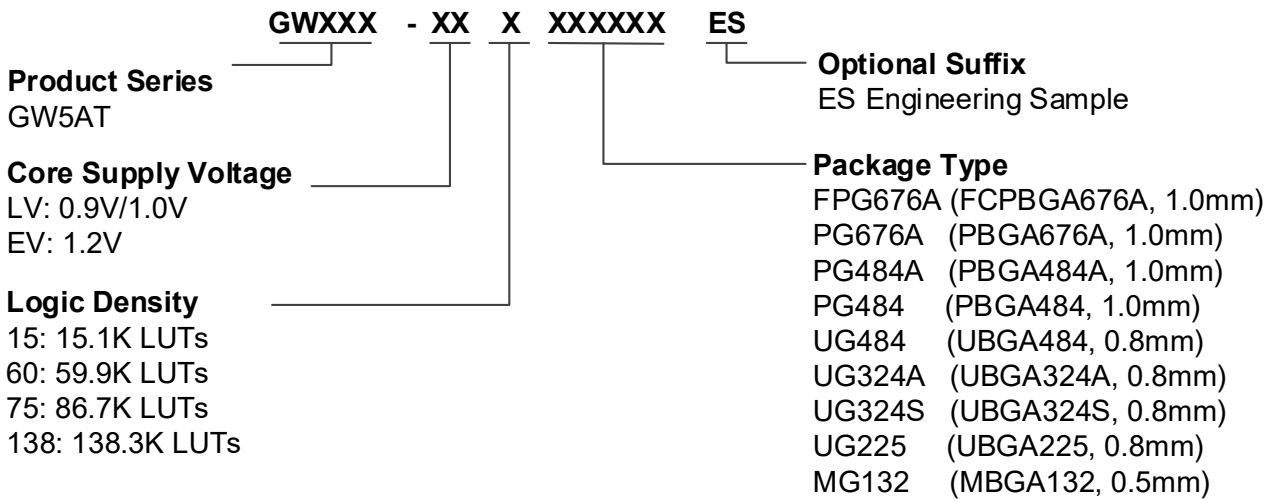 GWXXX - XX X XXXXXX ES
Product Series
GW5AT
Core Supply Voltage
LV: 0.9V/1.0V
EV: 1.2V
Logic Density
15: 15.1K LUTs
60: 59.9K LUTs
75: 86.7K LUTs
138: 138.3K LUTs
Optional Suffix
ES Engineering Sample
Package Type
FPG676A (FCPBGA676A, 1.0mm)
PG676A (PBGA676A, 1.0mm)
PG484A (PBGA484A, 1.0mm)
PG484 (PBGA484, 1.0mm)
UG484 (UBGA484, 0.8mm)
UG324A (UBGA324A, 0.8mm)
UG324S (UBGA324S, 0.8mm)
UG225 (UBGA225, 0.8mm)
MG132 (MBGA132, 0.5mm)